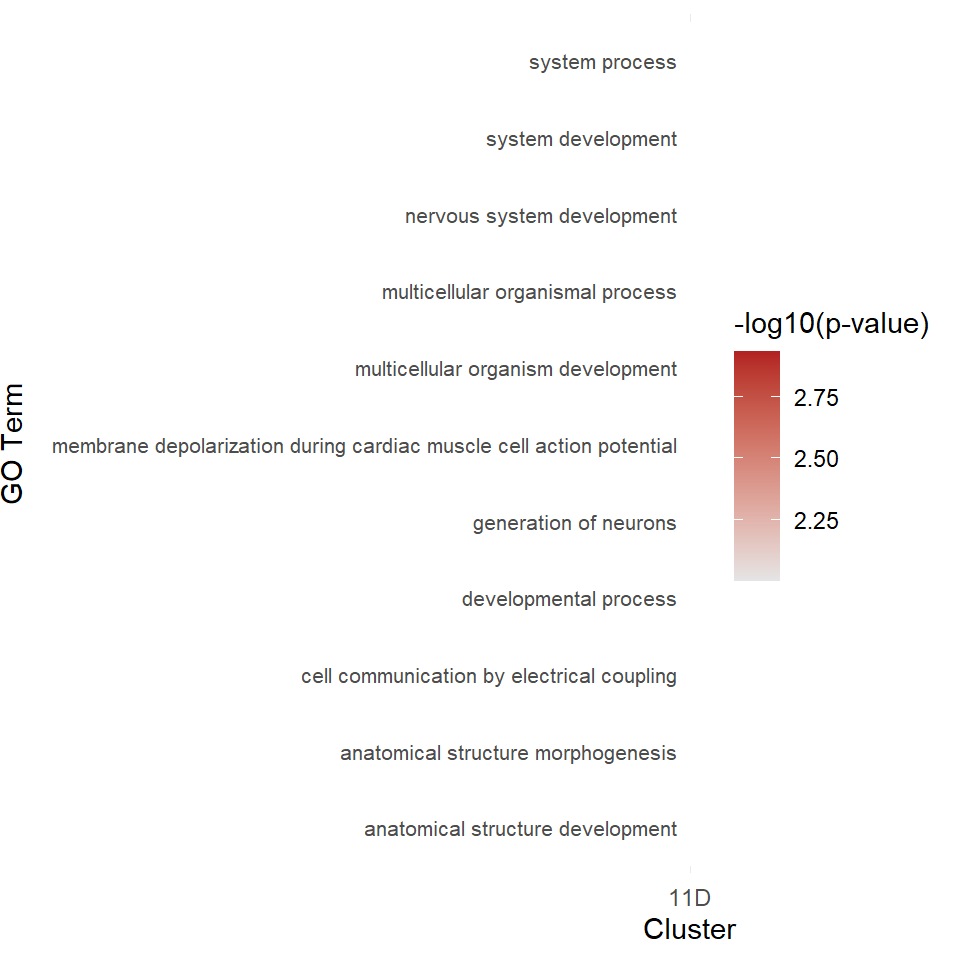 system process
system development
nervous system development
multicellular organismal process
multicellular organism development
membrane depolarization during cardiac muscle cell action potential
generation of neurons
developmental process
cell communication by electrical coupling
anatomical structure morphogenesis
anatomical structure development
GO Term
11D
Cluster
-log10(p-value)
2.75
2.50
2.25